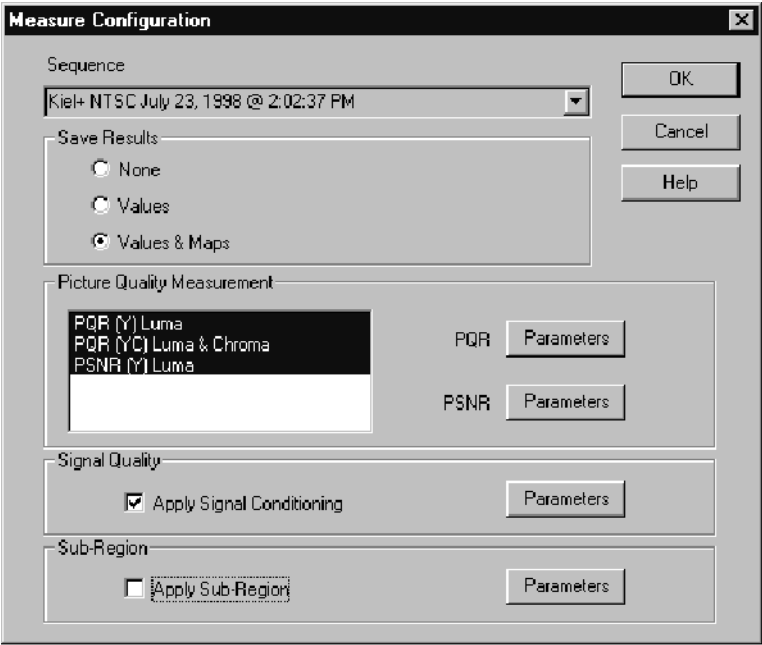 Measure Configuration
Sequence
Kiel+ NTSC July 23, 1998 @ 2:02:37 PM
OK
Cancel
Help
Save Results
None
Values
Values & Maps
Picture Quality Measurement
PQR (Y) Luma
PQR (YC) Luma & Chroma
PSNR (Y) Luma
PQR Parameters
PSNR Parameters
Signal Quality
Apply Signal Conditioning Parameters
Sub-Region
Apply Sub-Region Parameters